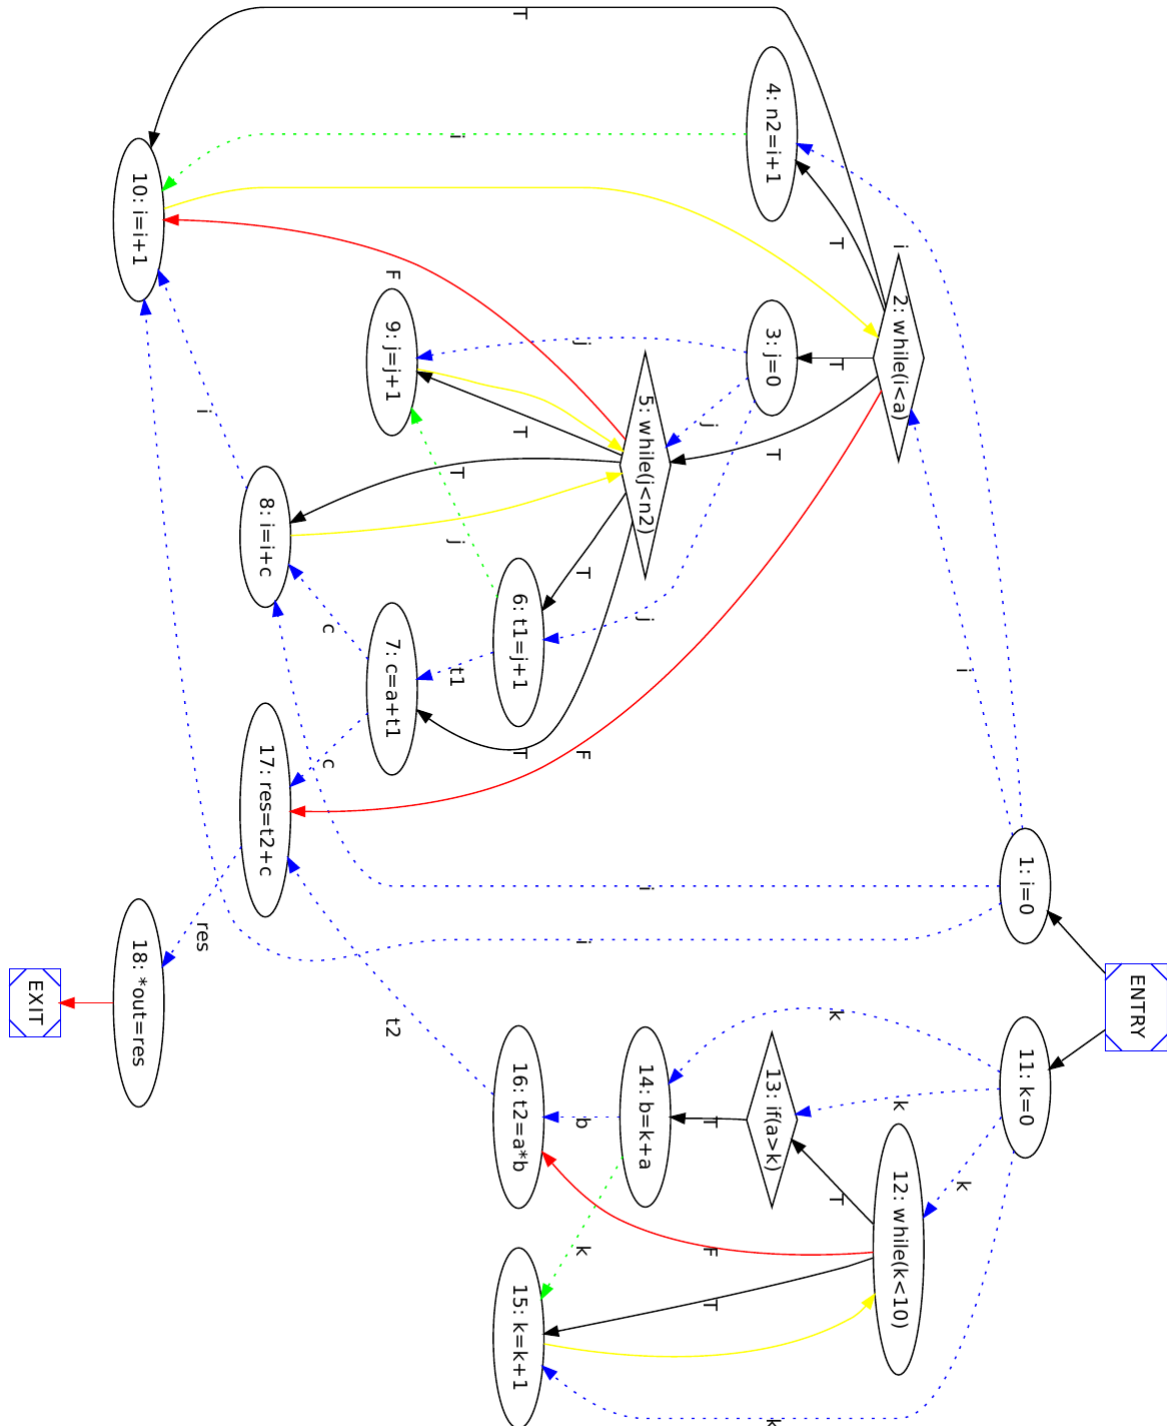 ENTRY
1: i=0
11: k=0
i
k
i
2: while(i<a)
k
12: while(k<10)
T
T
k
T
4: n2=i+1
3: j=0
T
13: if(a>k)
k
j
T
F
T
5: while(j<n2)
j
i
14: b=k+a
j
T
F
i
b
k
T
T
6: t1=j+1
T
16: t2=a*b
15: k=k+1
i
T
j
t1
F
9: j=j+1
7: c=a+t1
t2
c
c
8: i=i+c
17: res=t2+c
i
res
10: i=i+1
18: *out=res
EXIT